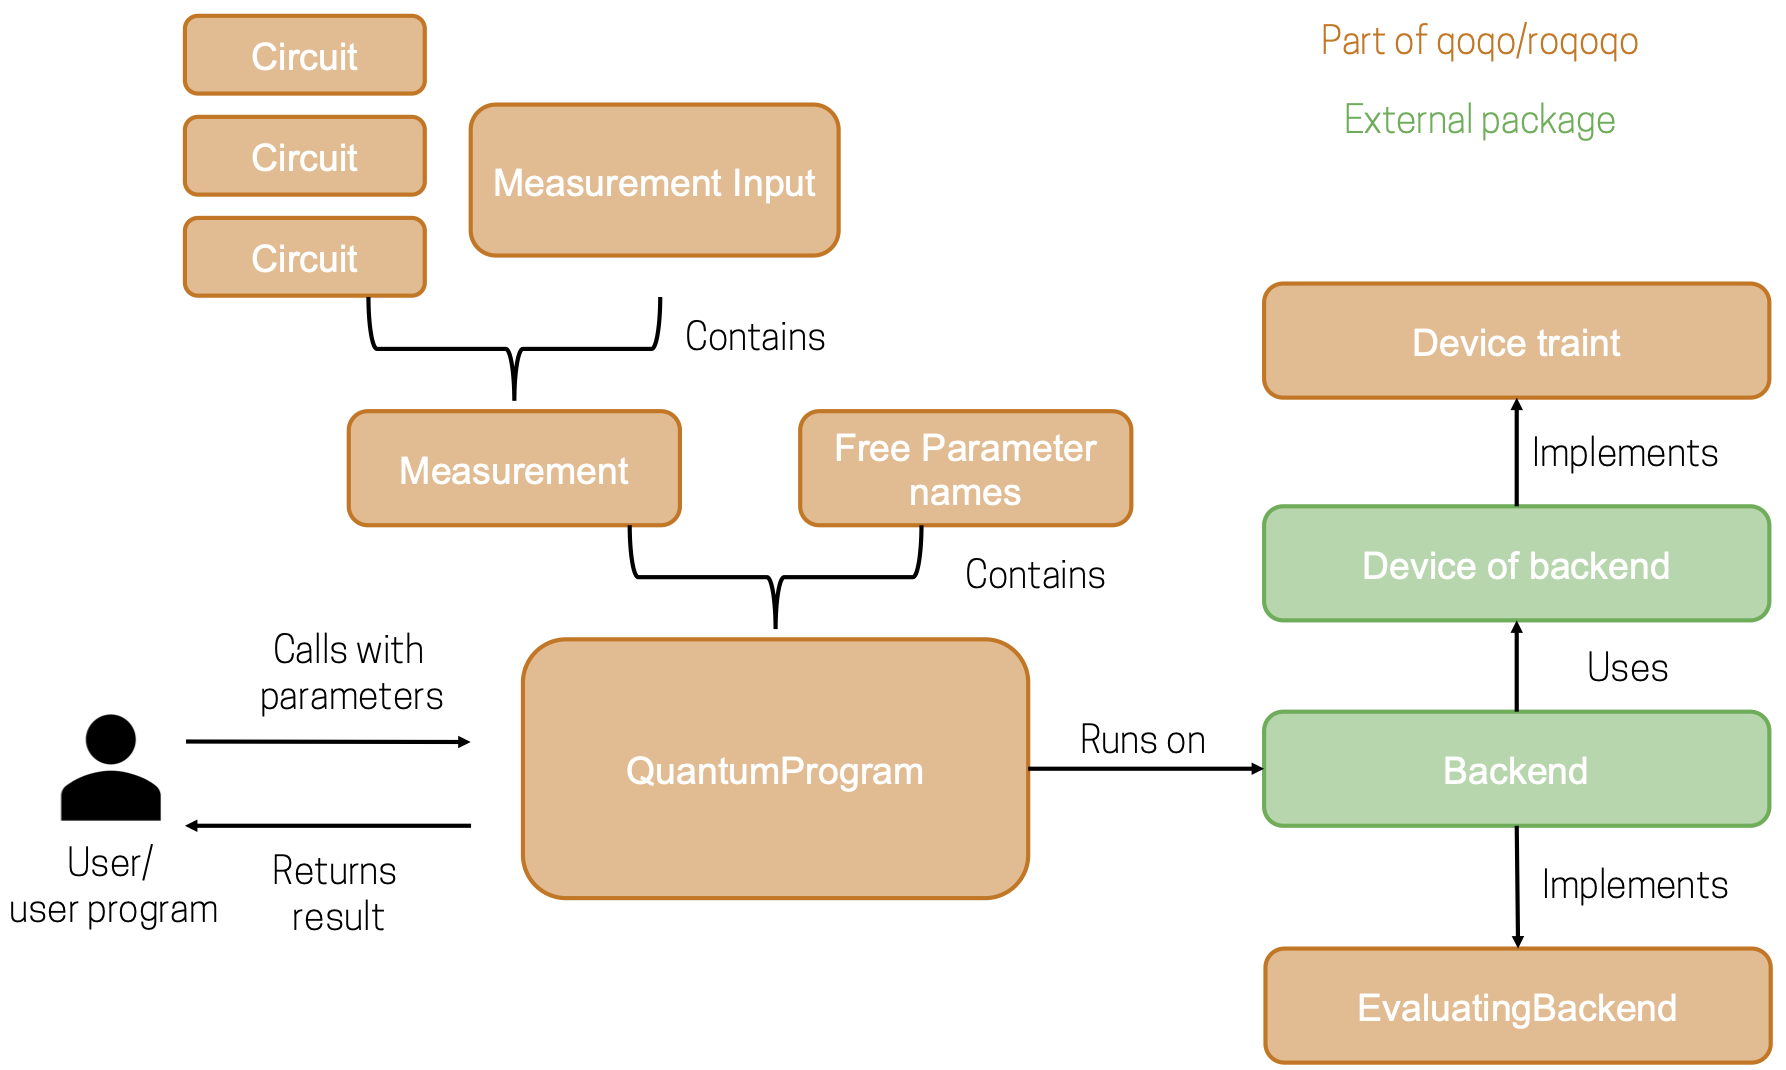 Circuit
Circuit
Circuit
Measurement Input
Part of qoqo/roqoqo
External package
Contains
Measurement
Free Parameter
names
Contains
Device traint
Implements
Device of backend
Uses
Calls with
parameters
QuantumProgram
Runs on
Backend
User/
user program
Returns
result
Implements
EvaluatingBackend